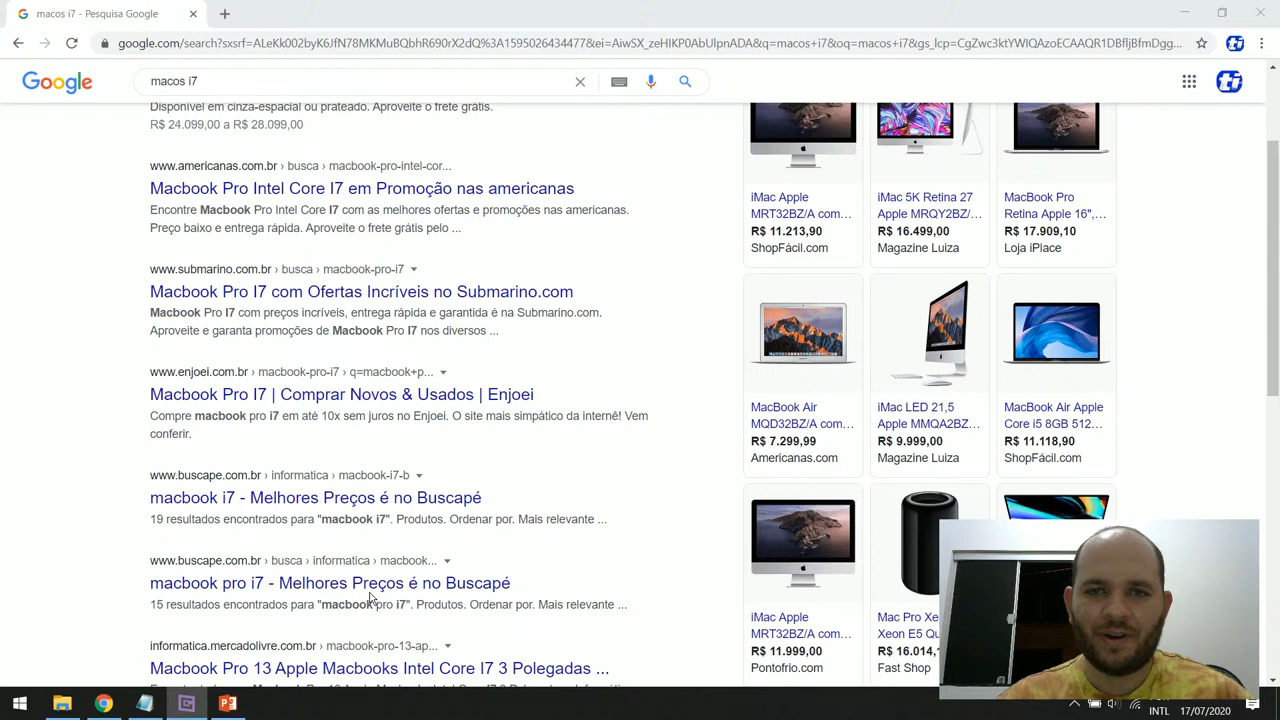 macos i7 - Pesquisa Google
google.com/search?sxsrf=ALeKk002byK6JfN78MKMuBQbhR690rX2dQ%3A1595026434477&ei=AiwSX_zeHIKP0AbUlpnADA&q=macos+i7&oq=macos+i7&gs_lcp=CgZwc3ktYWIQAzoECAAQR1DBfljBfmDgg...
Google
macos i7
Disponível em cinza-espacial ou prateado. Aproveite o frete grátis.
R$ 24.099,00 a R$ 28.099,00
www.americanas.com.br › busca › macbook-pro-intel-cor...
Macbook Pro Intel Core I7 em Promoção nas americanas
Encontre Macbook Pro Intel Core I7 com as melhores ofertas e promoções nas americanas.
Preço baixo e entrega rápida. Aproveite o frete grátis pelo ...
www.submarino.com.br › busca › macbook-pro-i7
Macbook Pro I7 com Ofertas Incríveis no Submarino.com
Macbook Pro I7 com preços incríveis, entrega rápida e garantida é na Submarino.com.
Aproveite e garanta promoções de Macbook Pro I7 nos diversos ...
www.enjoei.com.br › macbook-pro-i7 › q=macbook+p...
Macbook Pro I7 | Comprar Novos & Usados | Enjoei
Compre macbook pro i7 em até 10x sem juros no Enjoei. O site mais simpático da internê! Vem
conferir.
www.buscape.com.br › informatica › macbook-i7-b
macbook i7 - Melhores Preços é no Buscapé
19 resultados encontrados para "macbook i7". Produtos. Ordenar por. Mais relevante ...
www.buscape.com.br › busca › informatica › macbook...
macbook pro i7 - Melhores Preços é no Buscapé
15 resultados encontrados para "macbook pro i7". Produtos. Ordenar por. Mais relevante ...
informatica.mercadolivre.com.br › macbook-pro-13-ap...
Macbook Pro 13 Apple Macbooks Intel Core I7 3 Polegadas ...
iMac Apple
MRT32BZ/A com...
R$ 11.213,90
ShopFácil.com
iMac 5K Retina 27
Apple MRQY2BZ/...
R$ 16.499,00
Magazine Luiza
MacBook Pro
Retina Apple 16",...
R$ 17.909,10
Loja iPlace
MacBook Air
MQD32BZ/A com...
R$ 7.299,99
Americanas.com
iMac LED 21,5
Apple MMQA2BZ...
R$ 9.999,00
Magazine Luiza
MacBook Air Apple
Core i5 8GB 512...
R$ 11.118,90
ShopFácil.com
iMac Apple
MRT32BZ/A com...
R$ 11.999,00
Pontofrio.com
Mac Pro Xe
Xeon E5 Qu
R$ 16.014,
Fast Shop
INTL
17/07/2020